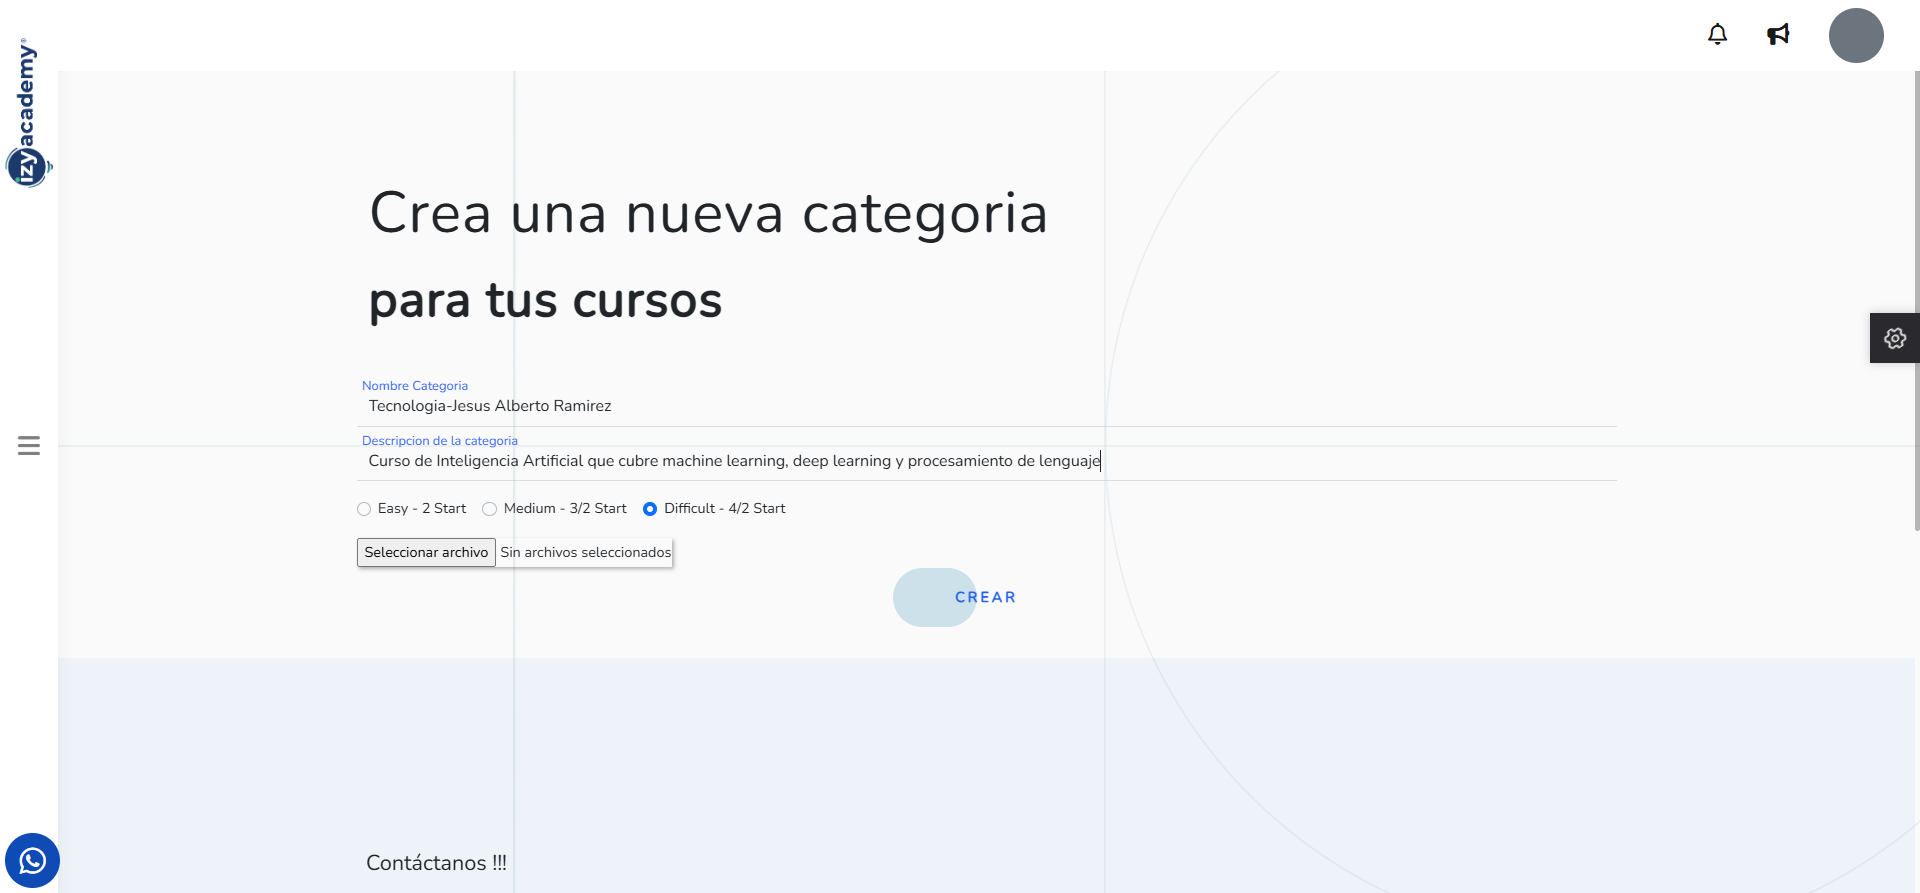 izyacademy®
Crea una nueva categoria
para tus cursos
Nombre Categoria
Tecnologia-Jesus Alberto Ramirez
Descripcion de la categoria
Curso de Inteligencia Artificial que cubre machine learning, deep learning y procesamiento de lenguaje
Easy - 2 Start Medium - 3/2 Start Difficult - 4/2 Start
Seleccionar archivo Sin archivos seleccionados
CREAR
Contáctanos !!!